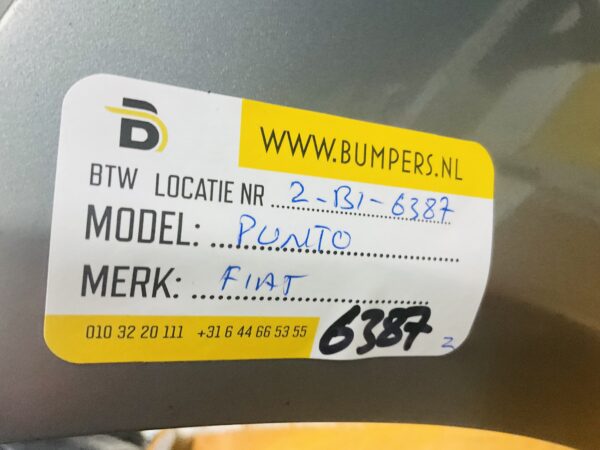 B
WWW.BUMPERS.NL
BTW LOCATIE NR 2-B1-6387
MODEL: PUNTO
MERK: FIAT
010 32 20 111 +31 6 44 66 53 55
6387 2